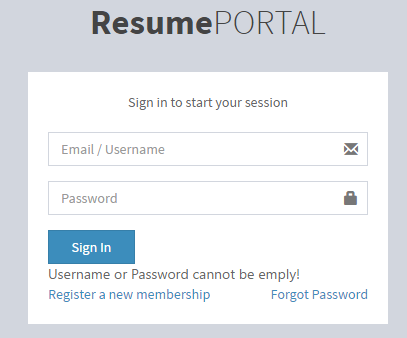 ResumePORTAL
Sign in to start your session
Email / Username
Password
Sign In
Username or Password cannot be emply!
Register a new membership Forgot Password